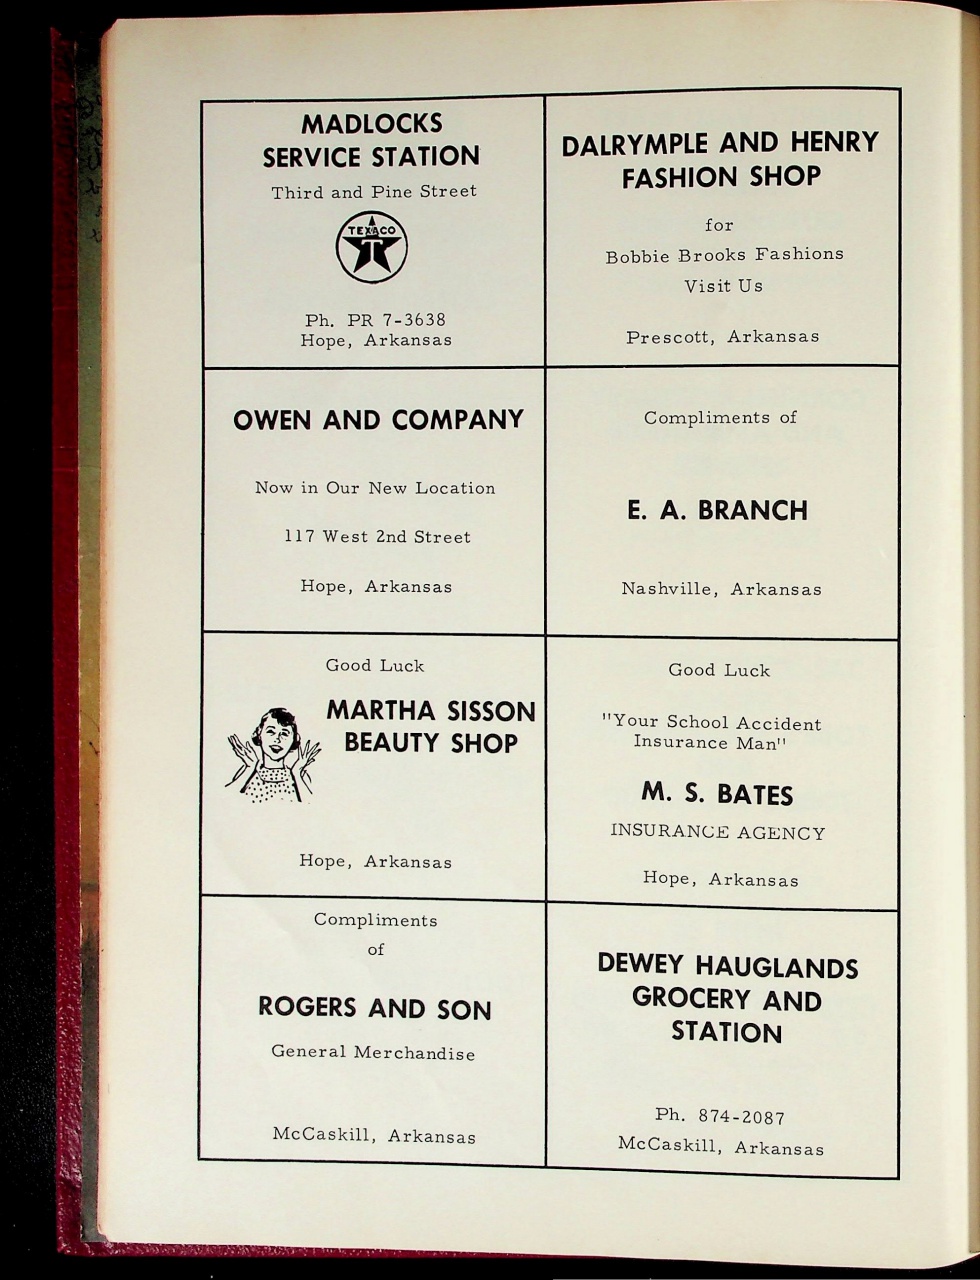 MADLOCKS
SERVICE STATION
Third and Pine Street
TEXACO
T
Ph. PR 7-3638
Hope, Arkansas
DALRYMPLE AND HENRY
FASHION SHOP
for
Bobbie Brooks Fashions
Visit Us
Prescott, Arkansas
OWEN AND COMPANY
Now in Our New Location
117 West 2nd Street
Hope, Arkansas
Compliments of
E. A. BRANCH
Nashville, Arkansas
Good Luck
MARTHA SISSON
BEAUTY SHOP
Hope, Arkansas
Good Luck
"Your School Accident
Insurance Man"
M. S. BATES
INSURANCE AGENCY
Hope, Arkansas
Compliments
of
ROGERS AND SON
General Merchandise
McCaskill, Arkansas
DEWEY HAUGLANDS
GROCERY AND
STATION
Ph. 874-2087
McCaskill, Arkansas